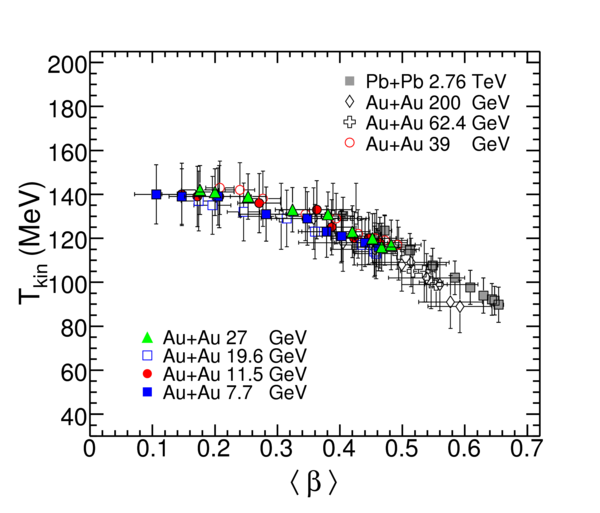 200
180
160
140
120
100
80
60
40
T_kin (MeV)
Pb+Pb 2.76 TeV
Au+Au 200 GeV
Au+Au 62.4 GeV
Au+Au 39 GeV
Au+Au 27 GeV
Au+Au 19.6 GeV
Au+Au 11.5 GeV
Au+Au 7.7 GeV
0 0.1 0.2 0.3 0.4 0.5 0.6 0.7
⟨ β ⟩